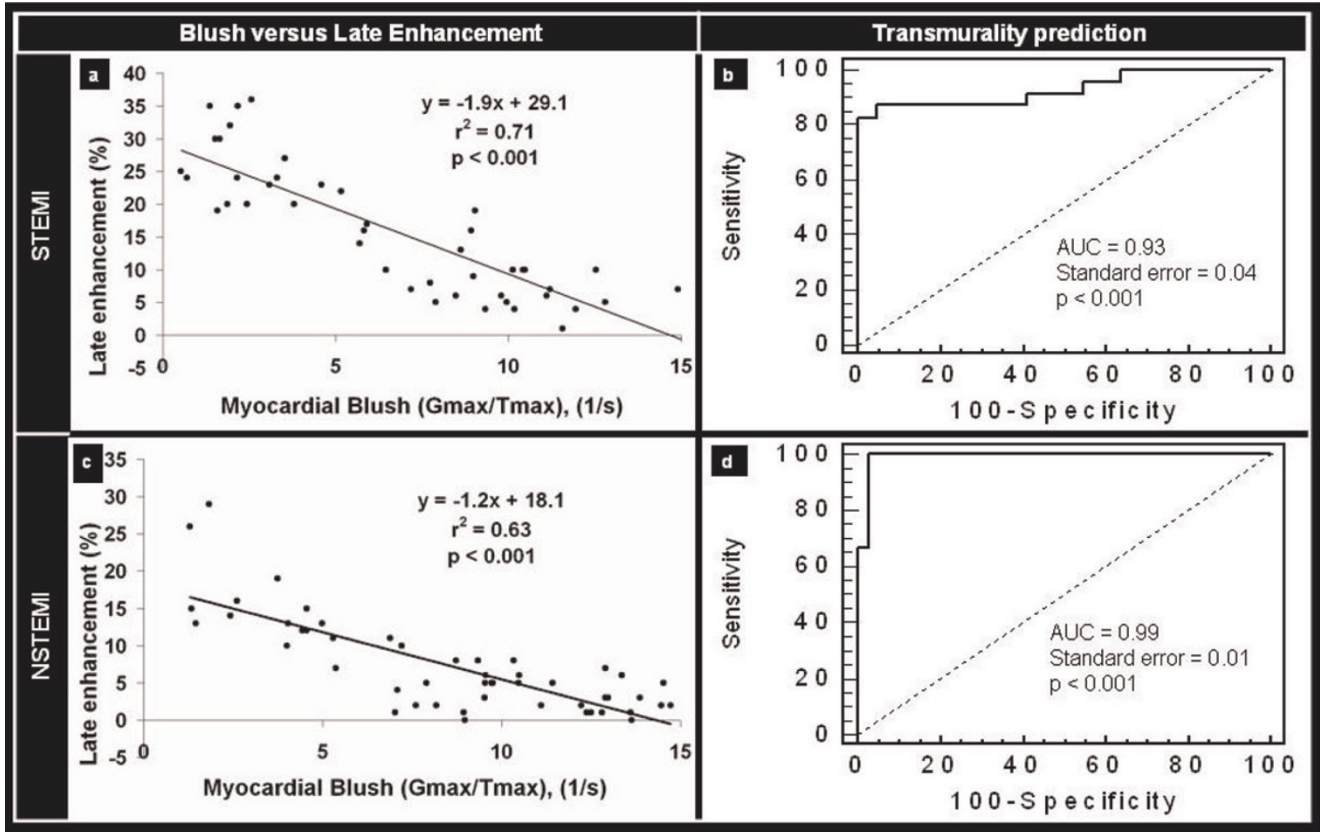 Blush versus Late Enhancement
Transmurality prediction
STEMI
a
40
35
30
25
20
15
10
5
0
-5
0 5 10 15
Late enhancement (%)
Myocardial Blush (Gmax/Tmax), (1/s)
y = -1.9x + 29.1
r² = 0.71
p < 0.001
b
100
80
60
40
20
0
0 20 40 60 80 100
Sensitivity
100-Specificity
AUC = 0.93
Standard error = 0.04
p < 0.001
NSTEMI
c
35
30
25
20
15
10
5
0
-5
0 5 10 15
Late enhancement (%)
Myocardial Blush (Gmax/Tmax), (1/s)
y = -1.2x + 18.1
r² = 0.63
p < 0.001
d
100
80
60
40
20
0
0 20 40 60 80 100
Sensitivity
100-Specificity
AUC = 0.99
Standard error = 0.01
p < 0.001